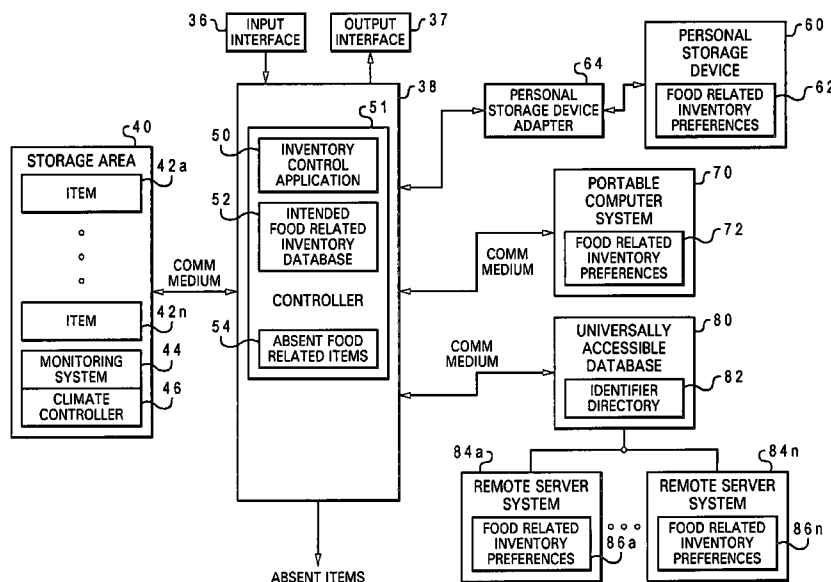 36
INPUT
INTERFACE
OUTPUT
INTERFACE
37
38
40
STORAGE AREA
42a
ITEM
COMM
MEDIUM
42n
ITEM
44
MONITORING
SYSTEM
46
CLIMATE
CONTROLLER
51
50
INVENTORY
CONTROL
APPLICATION
52
INTENDED
FOOD RELATED
INVENTORY
DATABASE
CONTROLLER
54
ABSENT FOOD
RELATED ITEMS
ABSENT ITEMS
64
PERSONAL
STORAGE DEVICE
ADAPTER
60
PERSONAL
STORAGE
DEVICE
62
FOOD RELATED
INVENTORY
PREFERENCES
COMM
MEDIUM
70
PORTABLE
COMPUTER
SYSTEM
72
FOOD RELATED
INVENTORY
PREFERENCES
COMM
MEDIUM
80
UNIVERSALLY
ACCESSIBLE
DATABASE
82
IDENTIFIER
DIRECTORY
84a
REMOTE SERVER
SYSTEM
FOOD RELATED
INVENTORY
PREFERENCES
86a
84n
REMOTE SERVER
SYSTEM
FOOD RELATED
INVENTORY
PREFERENCES
86n